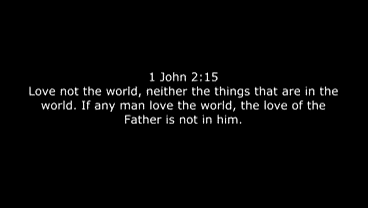 1 John 2:15
Love not the world, neither the things that are in the
world. If any man love the world, the love of the
Father is not in him.